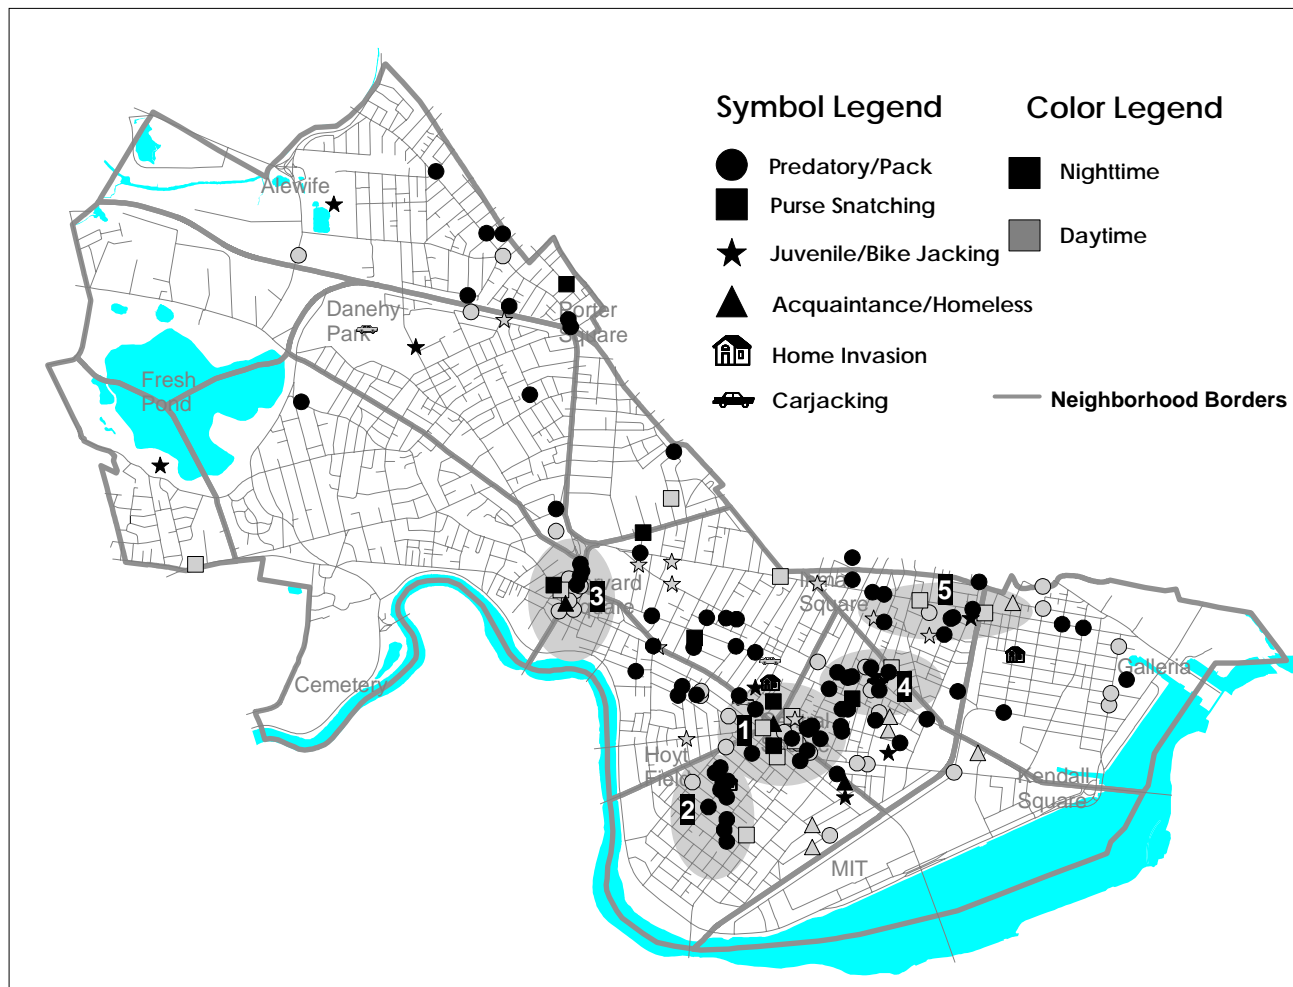 Symbol Legend
Color Legend
Predatory/Pack
Nighttime
Purse Snatching
Daytime
Juvenile/Bike Jacking
Acquaintance/Homeless
Home Invasion
Carjacking
Neighborhood Borders
Alewife
Danehy
Park
Porter
Square
Fresh
Pond
3
Square
5
Square
Cemetery
4
Galleria
1
Hoyt
Field
2
Kendall
Square
MIT